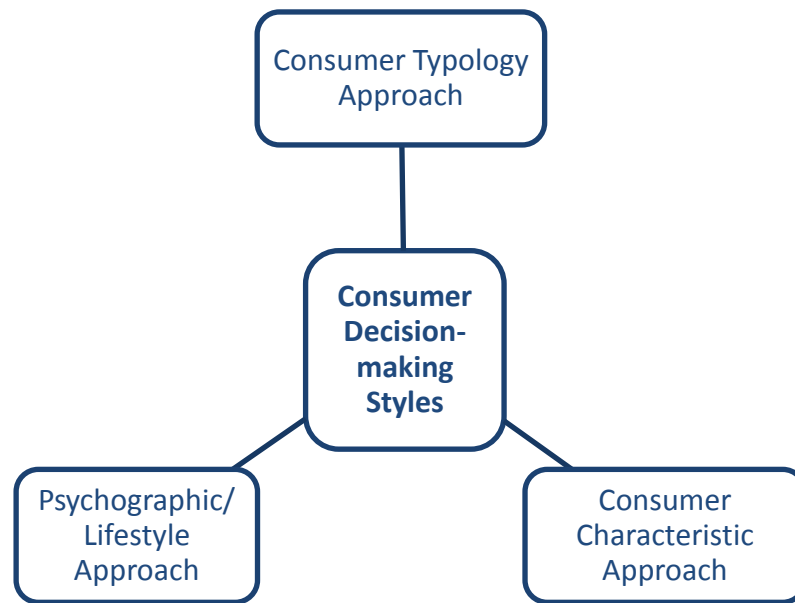 Consumer Typology
Approach
Consumer
Decision-
making
Styles
Psychographic/
Lifestyle
Approach
Consumer
Characteristic
Approach